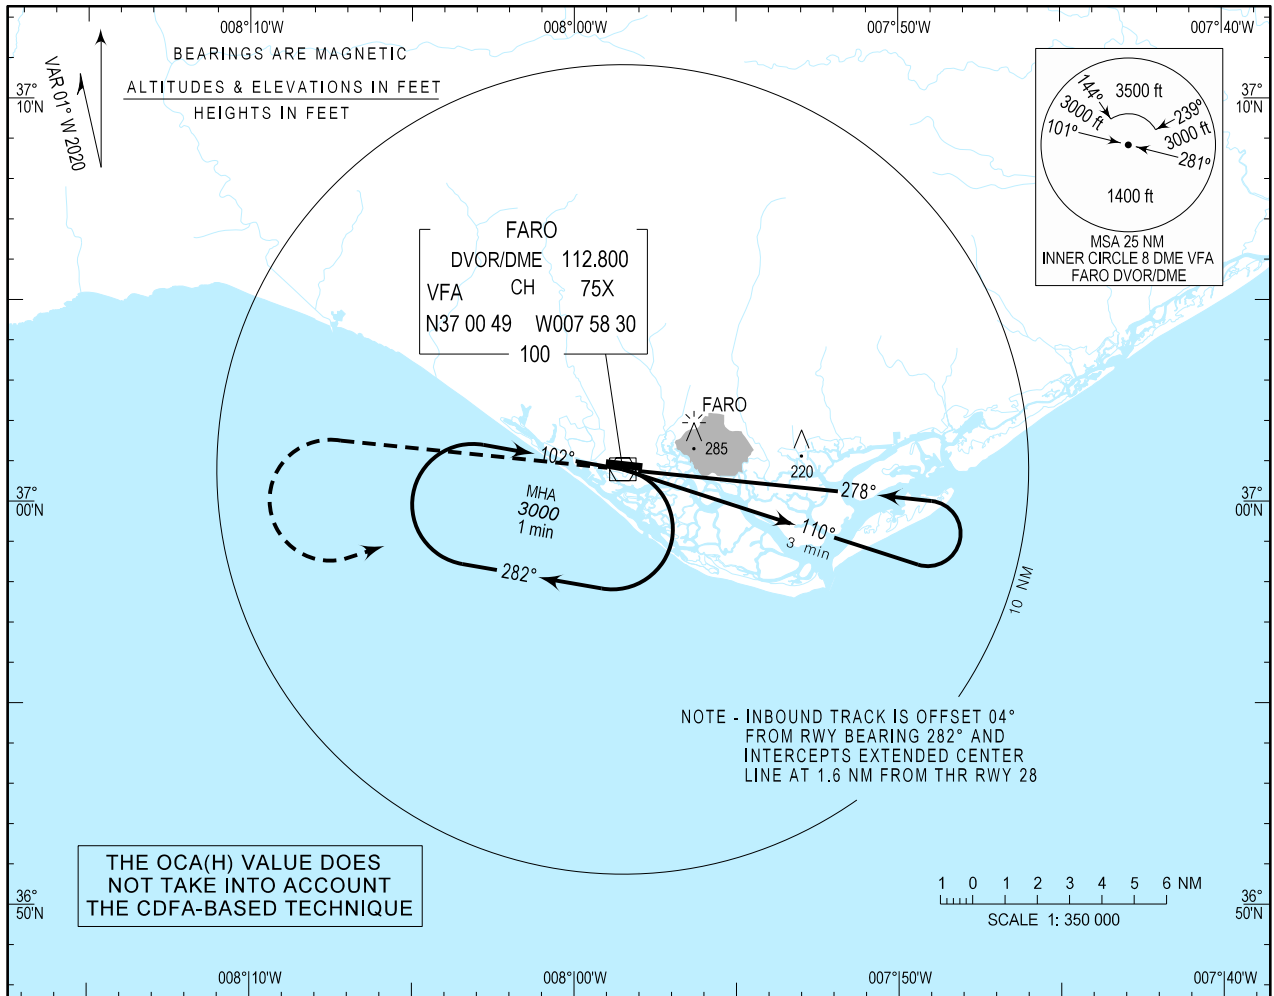 008°10'W
008°00'W
007°50'W
007°40'W
BEARINGS ARE MAGNETIC
ALTITUDES & ELEVATIONS IN FEET
HEIGHTS IN FEET
VAR 01° W 2020
37°
10'N
37°
10'N
3500 ft
144°
3000 ft
101°
239°
3000 ft
281°
1400 ft
MSA 25 NM
INNER CIRCLE 8 DME VFA
FARO DVOR/DME
FARO
DVOR/DME 112.800
VFA CH 75X
N37 00 49 W007 58 30
100
FARO
285
220
102°
MHA
3000
1 min
282°
278°
110°
3 min
37°
00'N
37°
00'N
10 NM
NOTE - INBOUND TRACK IS OFFSET 04°
FROM RWY BEARING 282° AND
INTERCEPTS EXTENDED CENTER
LINE AT 1.6 NM FROM THR RWY 28
THE OCA(H) VALUE DOES
NOT TAKE INTO ACCOUNT
THE CDFA-BASED TECHNIQUE
1 0 1 2 3 4 5 6 NM
SCALE 1: 350 000
36°
50'N
36°
50'N
008°10'W
008°00'W
007°50'W
007°40'W